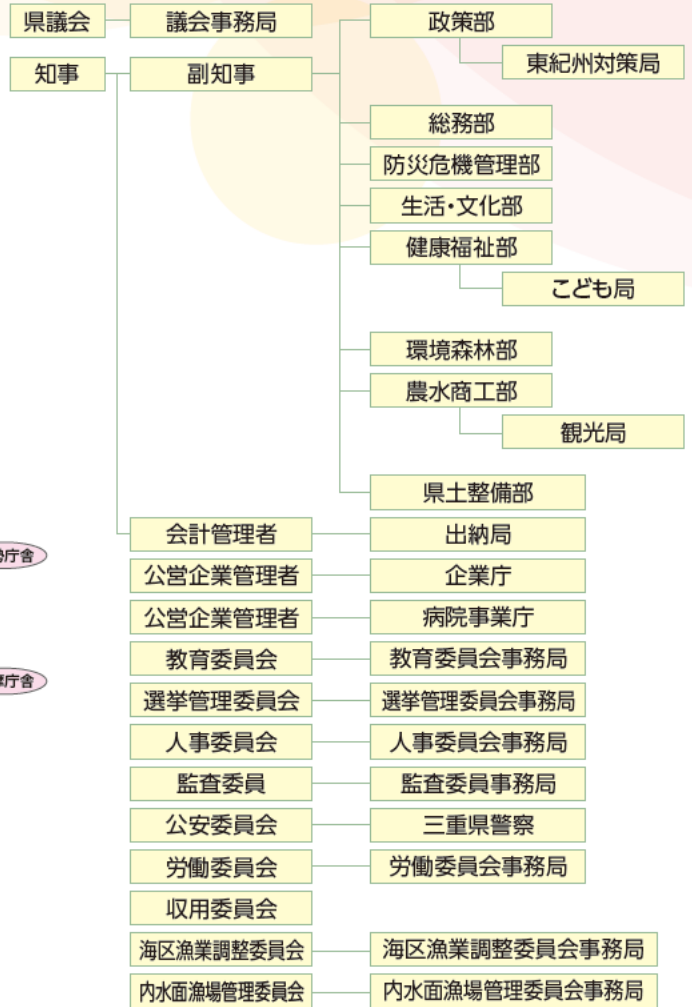 県議会
議会事務局
政策部
東紀州対策局
知事
副知事
総務部
防災危機管理部
生活・文化部
健康福祉部
こども局
環境森林部
農水商工部
観光局
県土整備部
会計管理者
出納局
庁舎
公営企業管理者
企業庁
公営企業管理者
病院事業庁
教育委員会
教育委員会事務局
庁舎
選挙管理委員会
選挙管理委員会事務局
人事委員会
人事委員会事務局
監査委員
監査委員事務局
公安委員会
三重県警察
労働委員会
労働委員会事務局
収用委員会
海区漁業調整委員会
海区漁業調整委員会事務局
内水面漁場管理委員会
内水面漁場管理委員会事務局